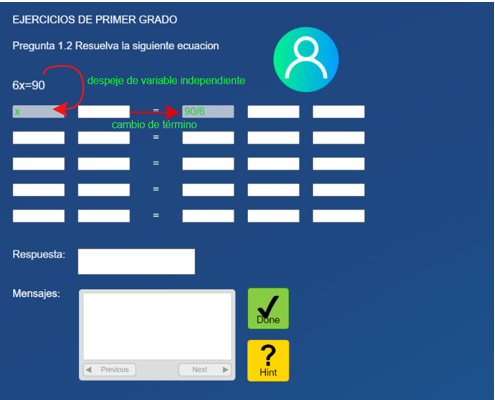 EJERCICIOS DE PRIMER GRADO
Pregunta 1.2 Resuelva la siguiente ecuacion
6x=90
despeje de variable independiente
x = 90/6
cambio de término
=
=
=
=
Respuesta:
Mensajes:
Previous Next
Done
?
Hint